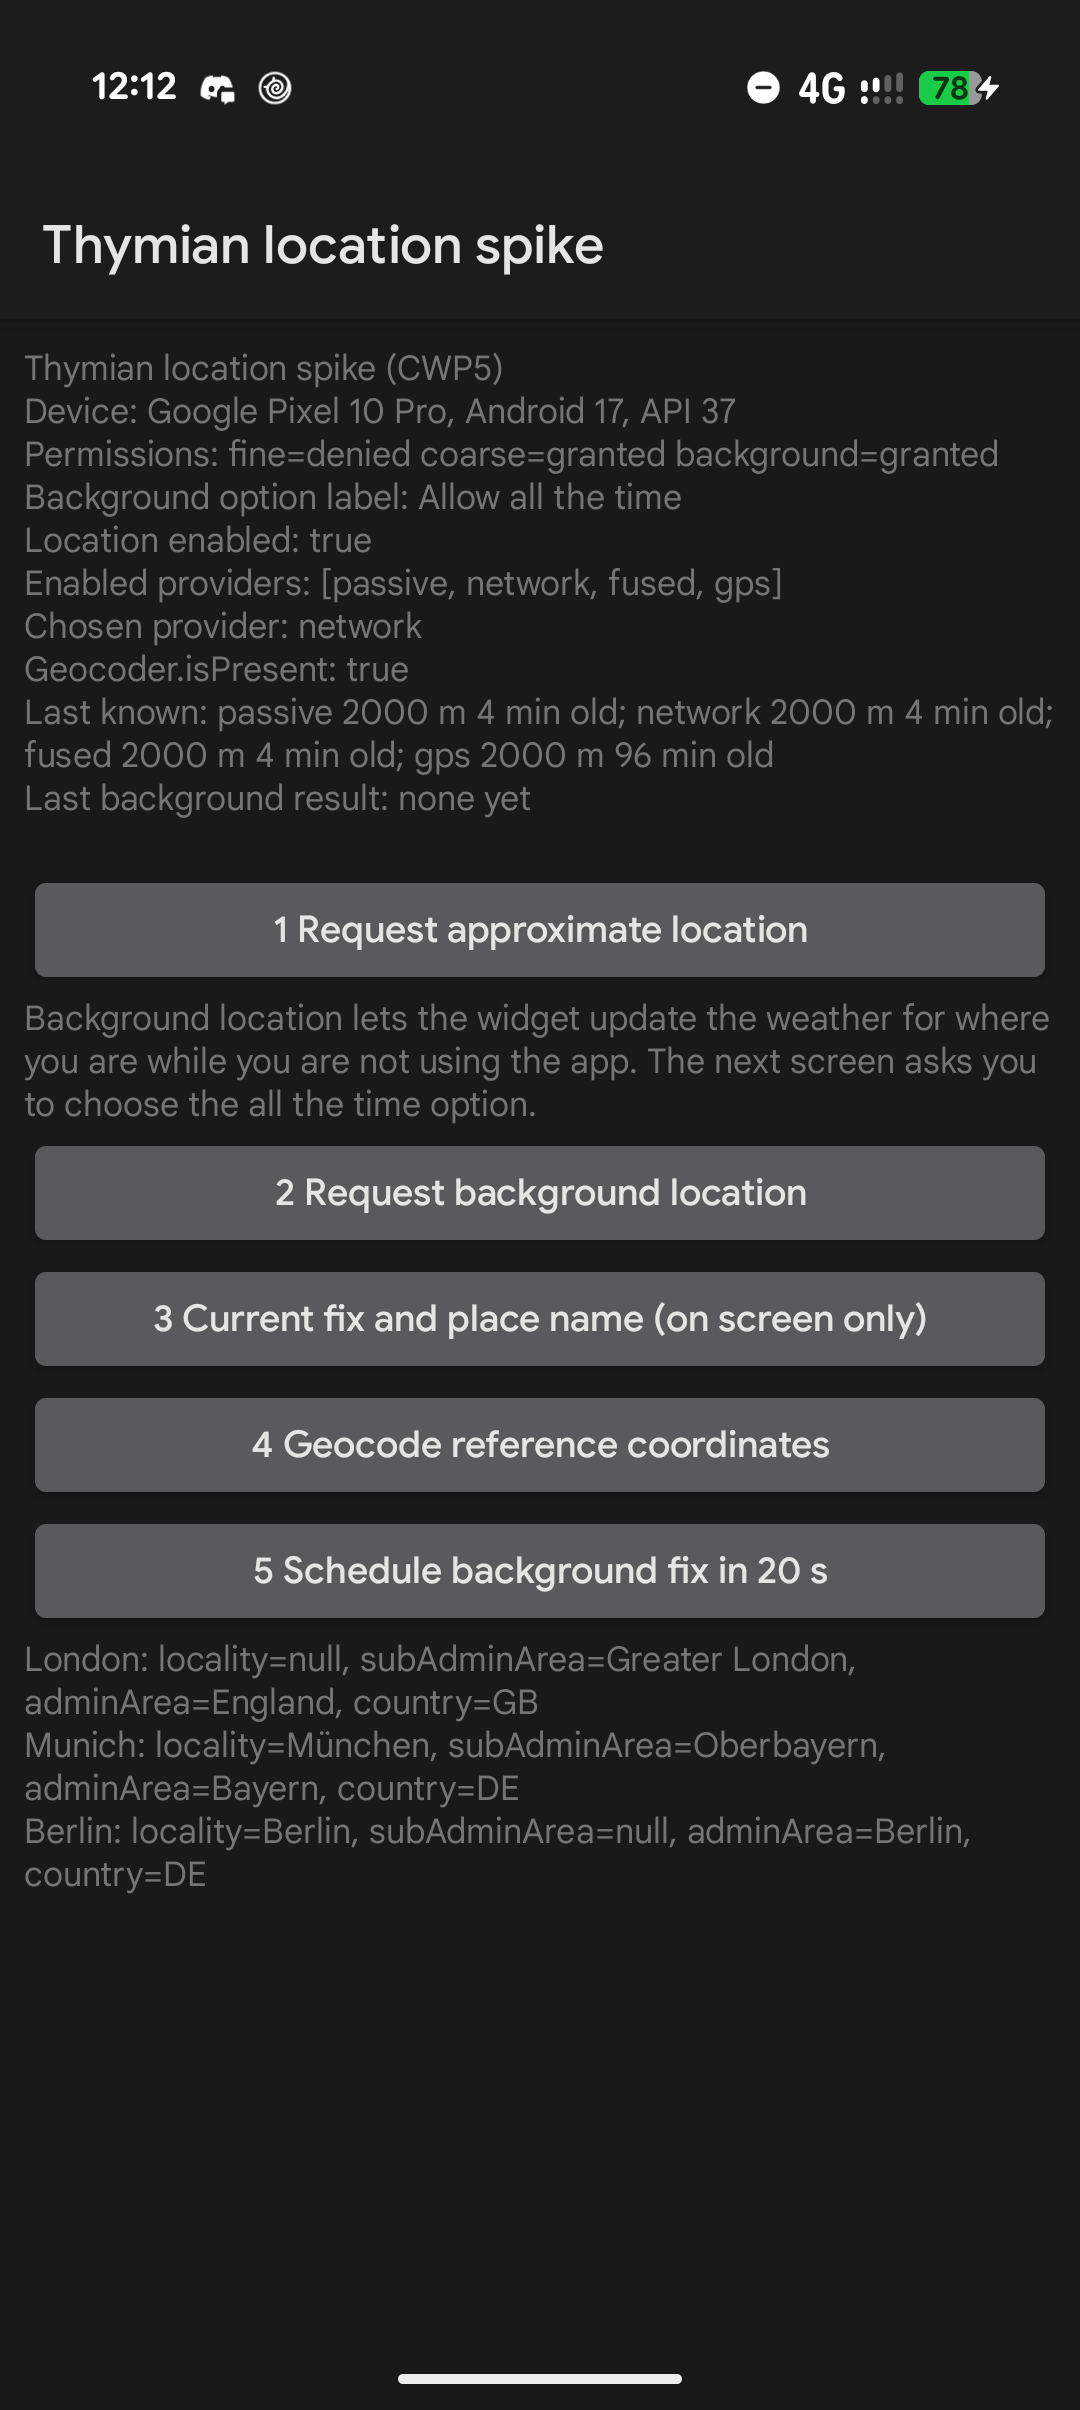 12:12
4G
78
Thymian location spike
Thymian location spike (CWP5)
Device: Google Pixel 10 Pro, Android 17, API 37
Permissions: fine=denied coarse=granted background=granted
Background option label: Allow all the time
Location enabled: true
Enabled providers: [passive, network, fused, gps]
Chosen provider: network
Geocoder.isPresent: true
Last known: passive 2000 m 4 min old; network 2000 m 4 min old;
fused 2000 m 4 min old; gps 2000 m 96 min old
Last background result: none yet
1 Request approximate location
Background location lets the widget update the weather for where
you are while you are not using the app. The next screen asks you
to choose the all the time option.
2 Request background location
3 Current fix and place name (on screen only)
4 Geocode reference coordinates
5 Schedule background fix in 20 s
London: locality=null, subAdminArea=Greater London,
adminArea=England, country=GB
Munich: locality=München, subAdminArea=Oberbayern,
adminArea=Bayern, country=DE
Berlin: locality=Berlin, subAdminArea=null, adminArea=Berlin,
country=DE